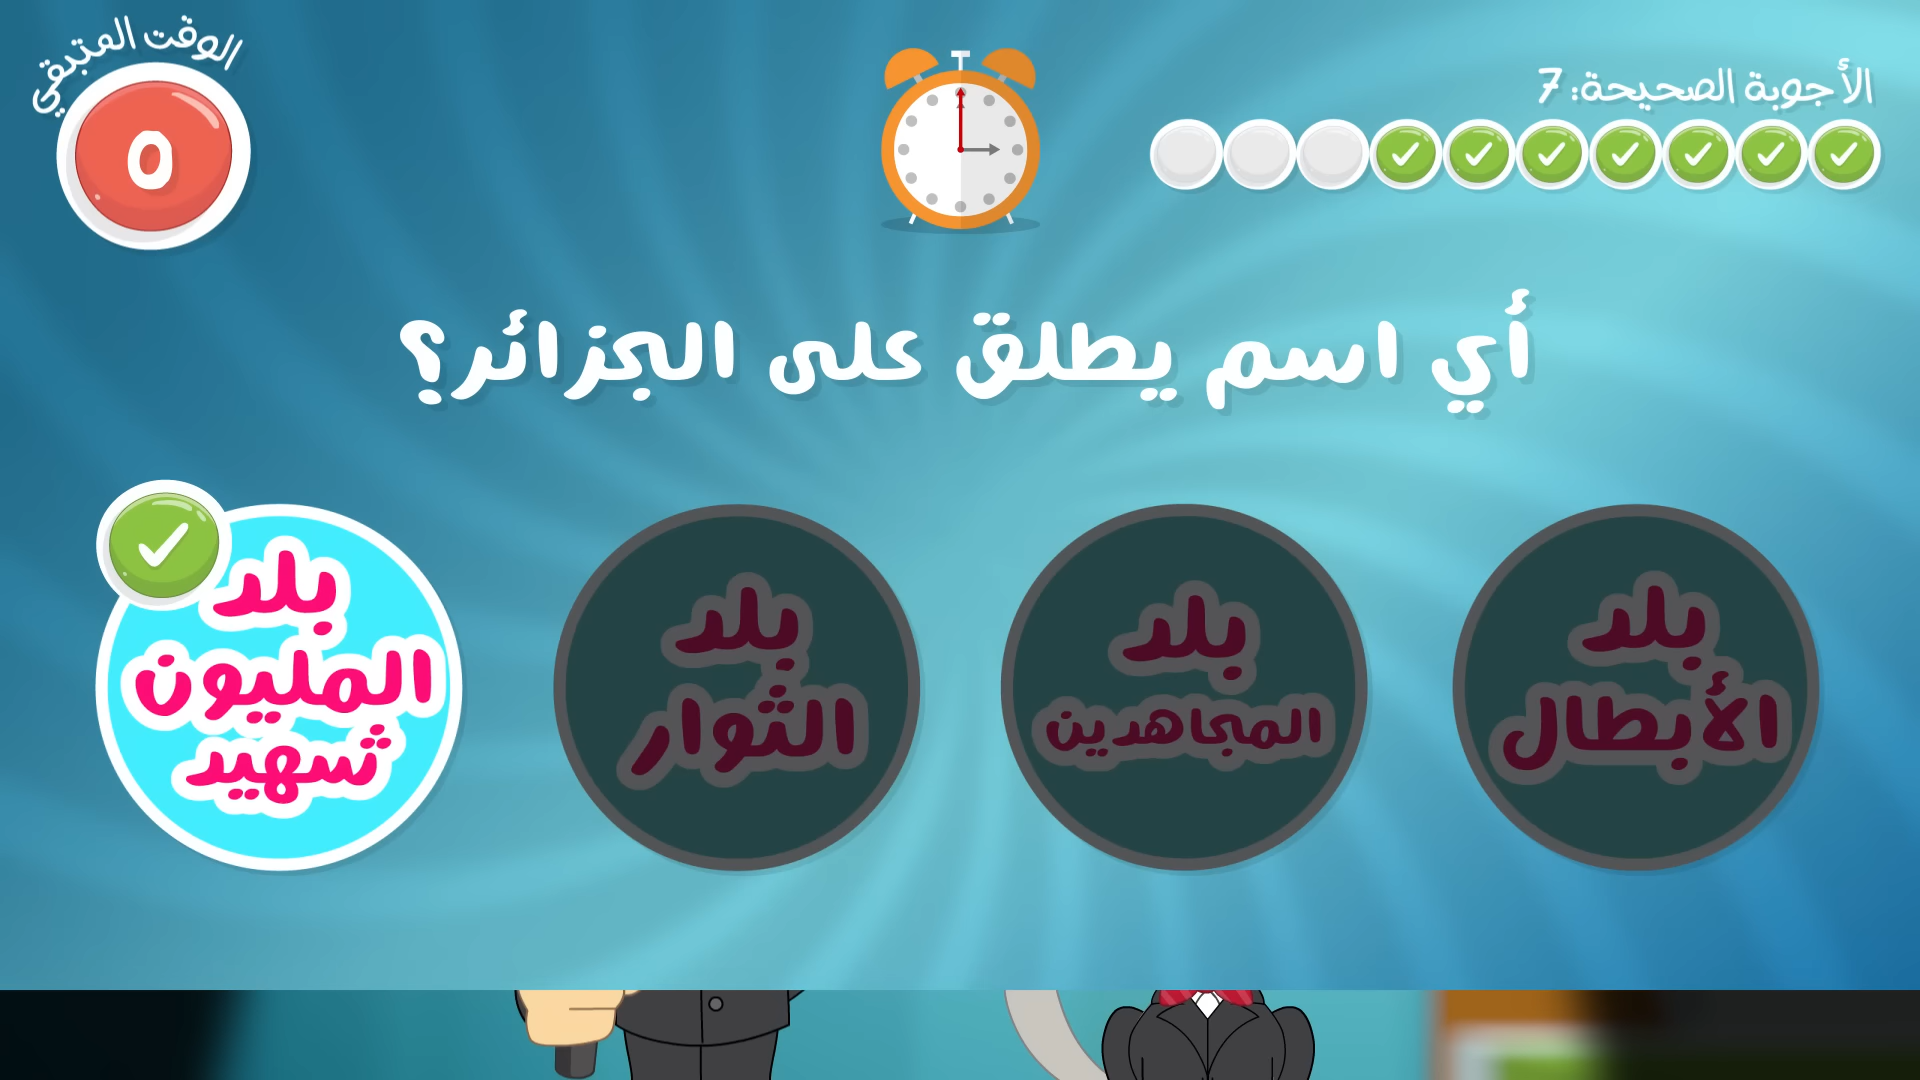 الأجوبة الصحيحة: 7
الوقت المتبقي
0
أي اسم يطلق على الجزائر؟
بلد
الأبطال
بلد
المجاهدين
بلد
الثوار
بلد
المليون
شهيد